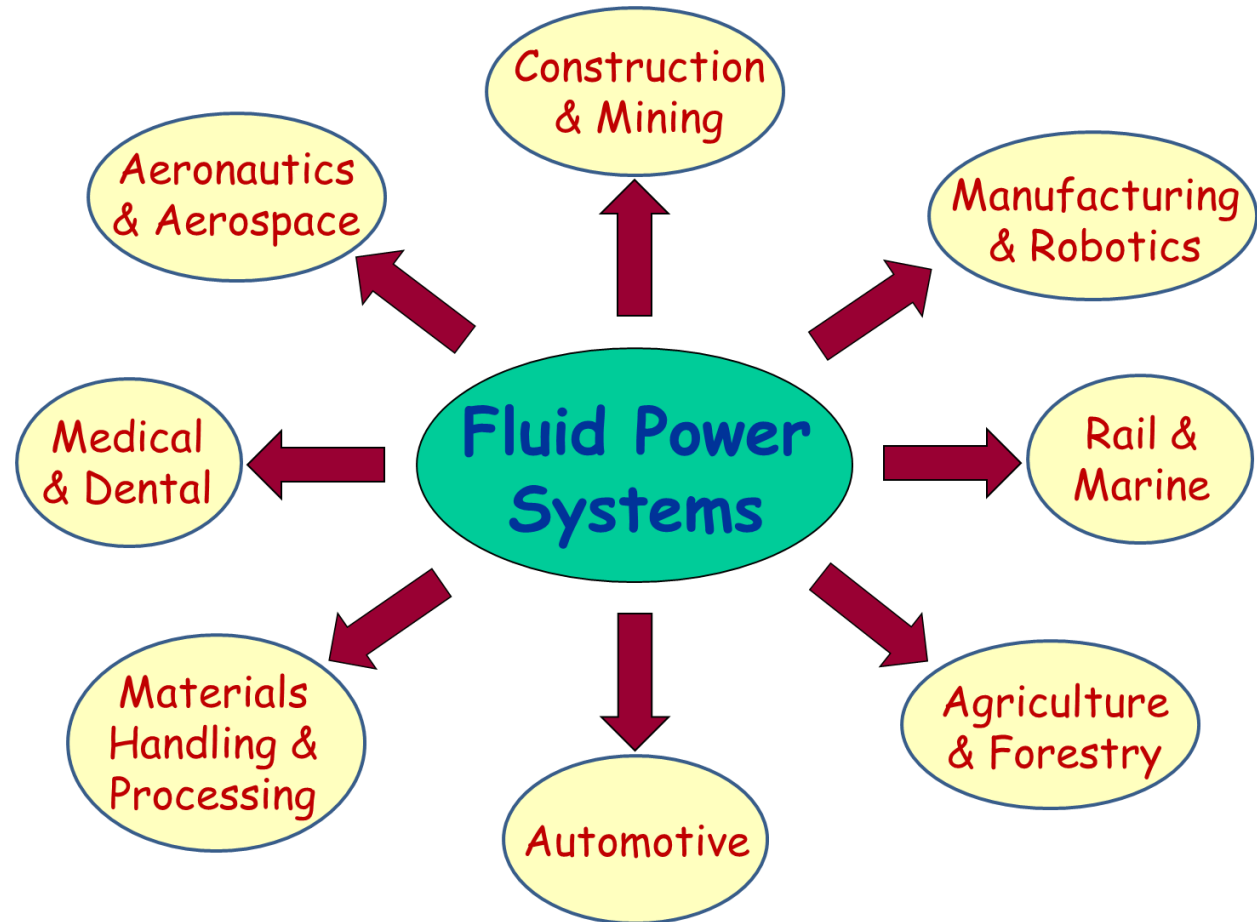 Construction
& Mining
Aeronautics
& Aerospace
Manufacturing
& Robotics
Fluid Power
Systems
Medical
& Dental
Rail &
Marine
Materials
Handling &
Processing
Agriculture
& Forestry
Automotive